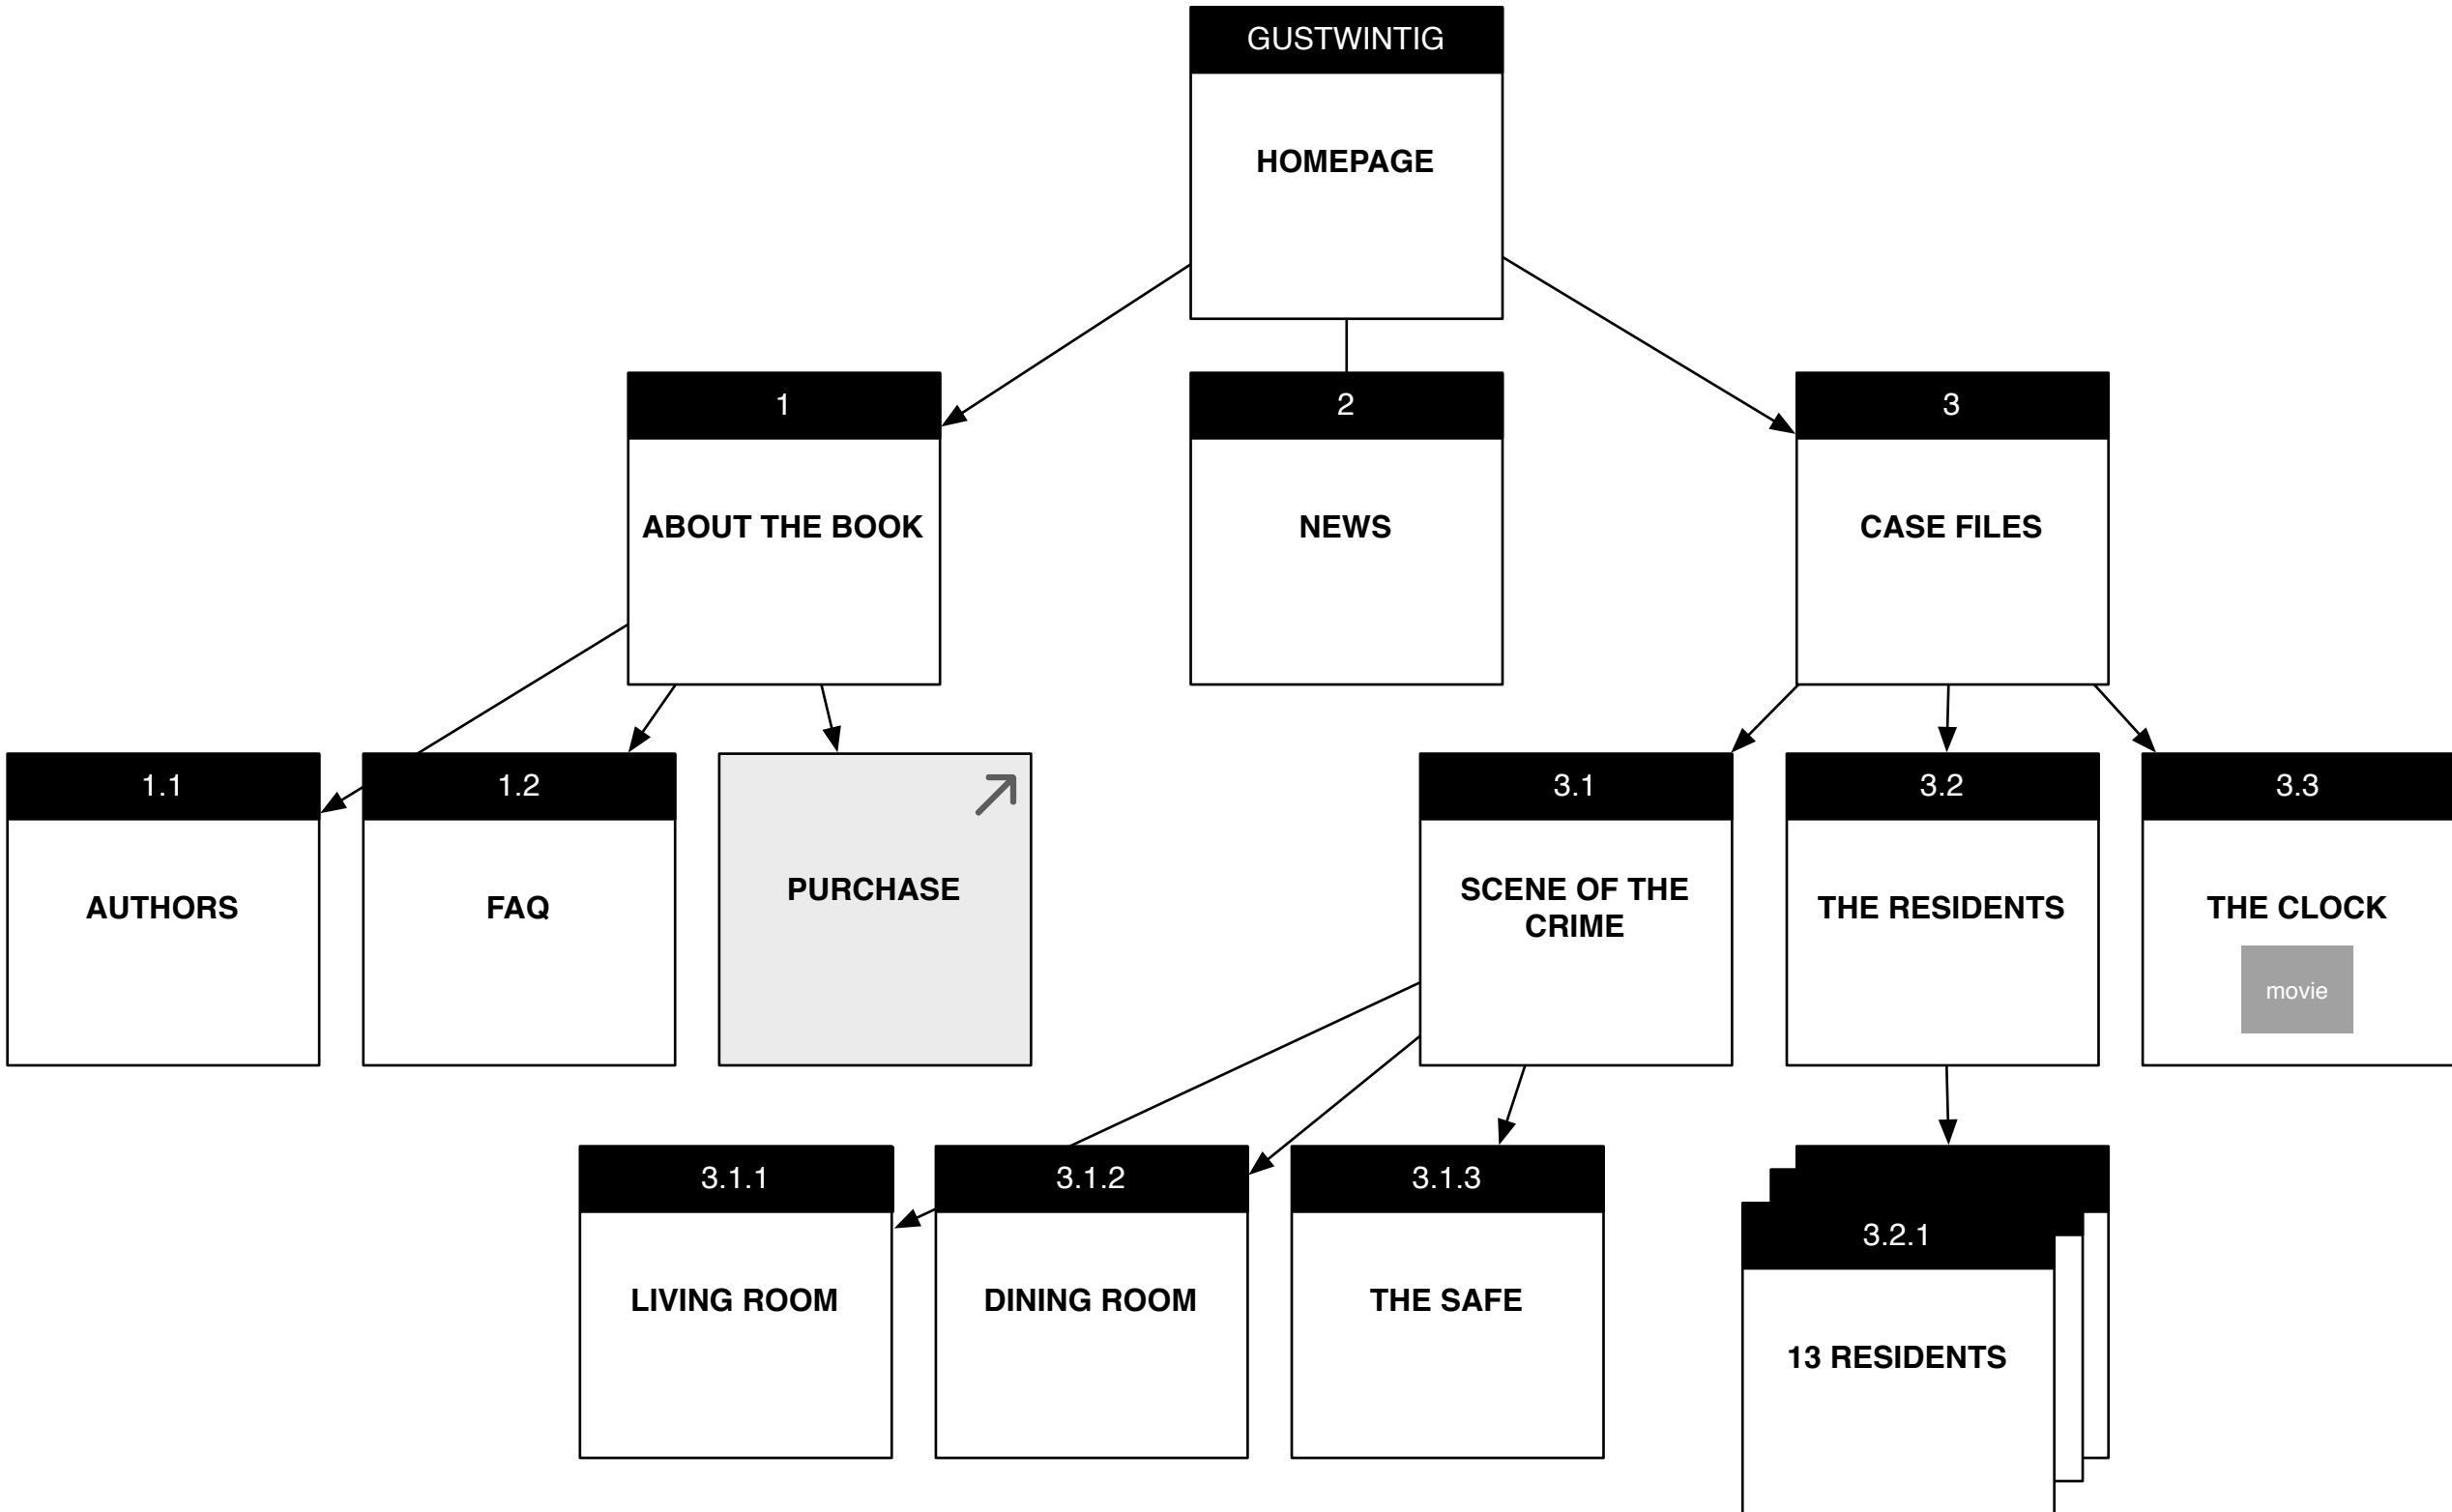 GUSTWINTIG
HOMEPAGE
1
ABOUT THE BOOK
2
NEWS
3
CASE FILES
1.1
AUTHORS
1.2
FAQ
PURCHASE
3.1
SCENE OF THE
CRIME
3.2
THE RESIDENTS
3.3
THE CLOCK
movie
3.1.1
LIVING ROOM
3.1.2
DINING ROOM
3.1.3
THE SAFE
3.2.1
13 RESIDENTS